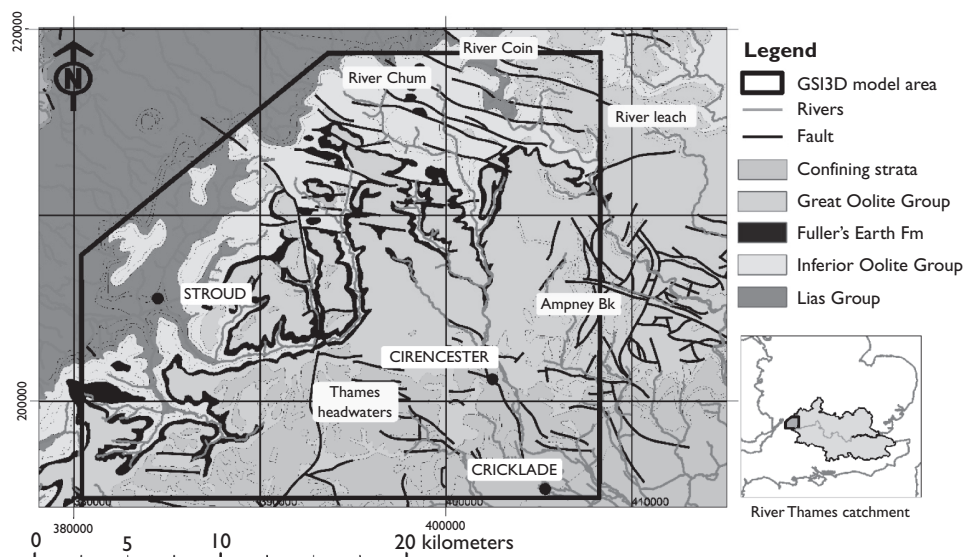 220000
N
River Coin
River Chum
River leach
STROUD
Ampney Bk
CIRENCESTER
Thames
headwaters
200000
CRICKLADE
380000
390000
400000
410000
380000
400000
0 5 10 20 kilometers
Legend
GSI3D model area
Rivers
Fault
Confining strata
Great Oolite Group
Fuller's Earth Fm
Inferior Oolite Group
Lias Group
River Thames catchment